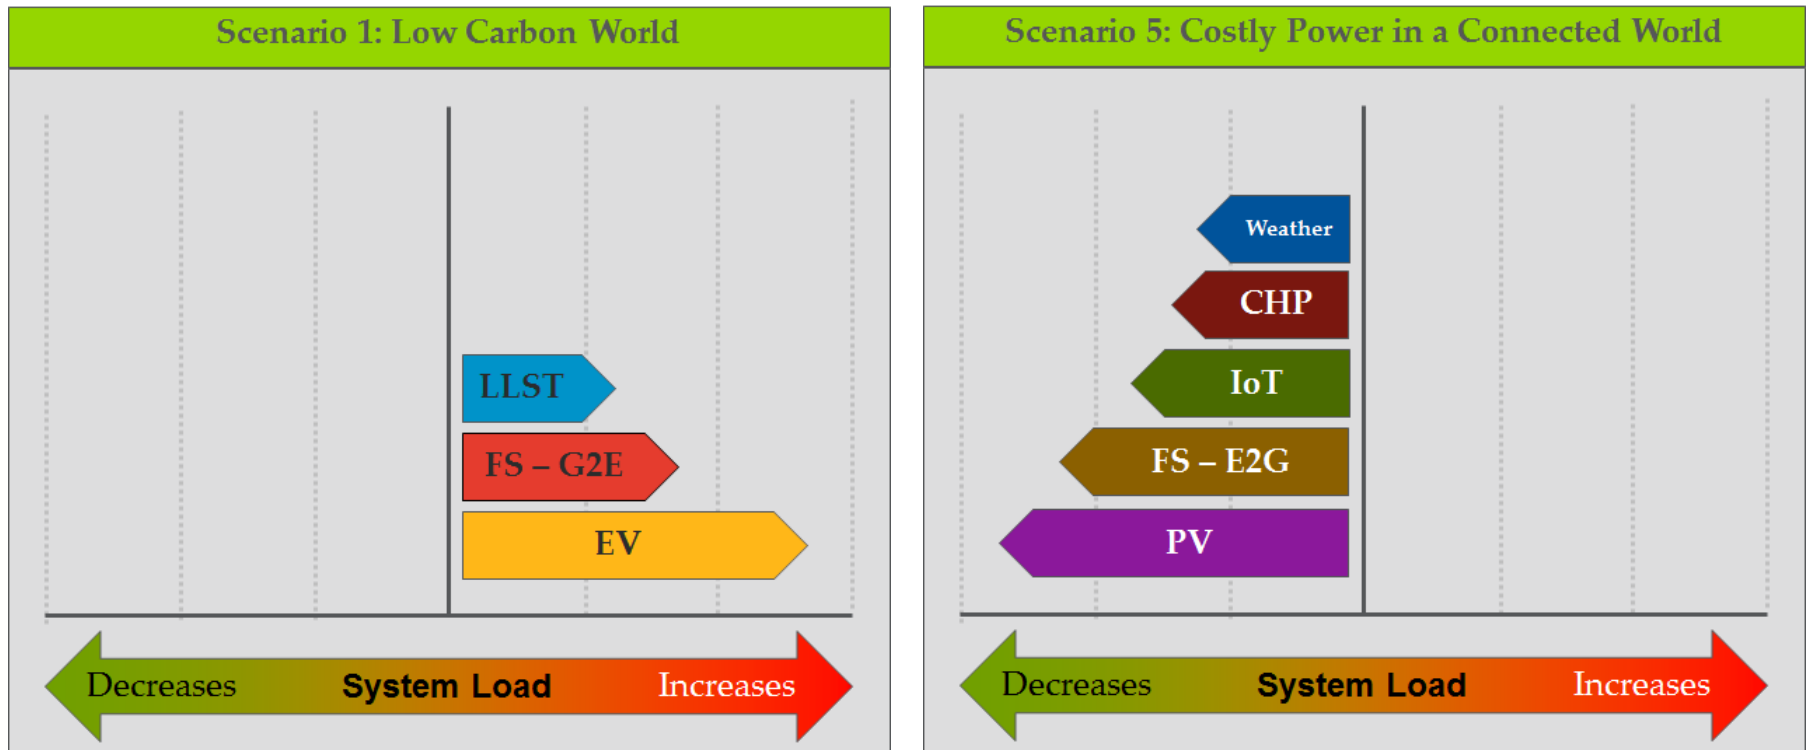 Scenario 1: Low Carbon World
LLST
FS – G2E
EV
Decreases System Load Increases
Scenario 5: Costly Power in a Connected World
Weather
CHP
IoT
FS – E2G
PV
Decreases System Load Increases